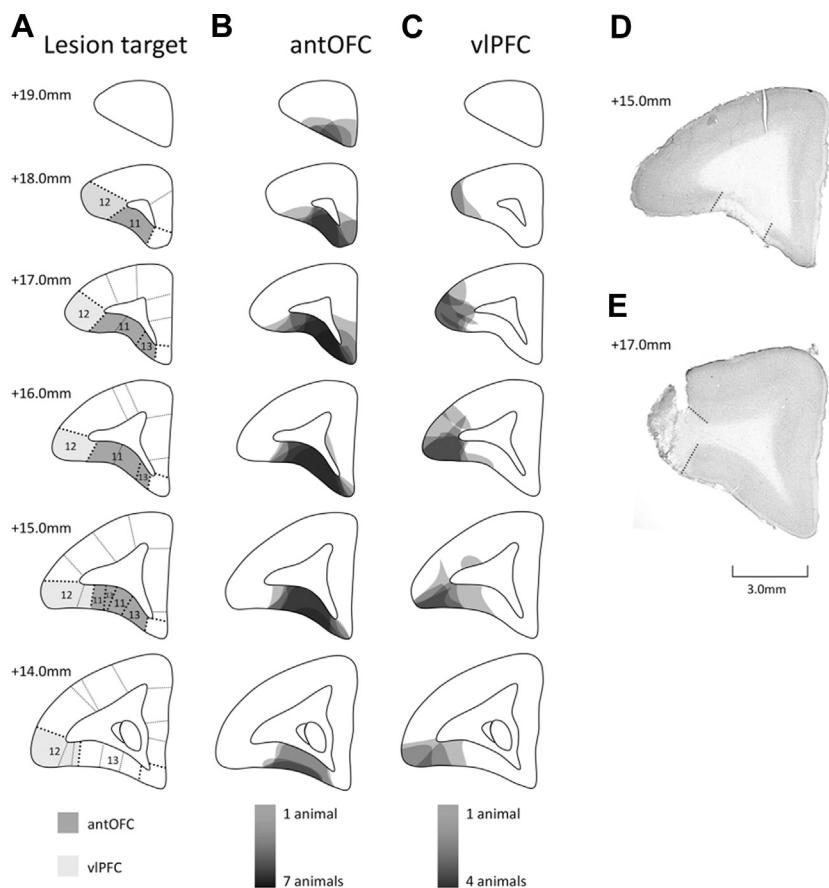 A
Lesion target
B
antOFC
C
vlPFC
D
E
+19.0mm
+18.0mm
12
11
+17.0mm
12
11
13
+16.0mm
12
11
13
+15.0mm
12
11
11
13
+14.0mm
12
13
antOFC
vlPFC
1 animal
7 animals
1 animal
4 animals
+15.0mm
+17.0mm
3.0mm